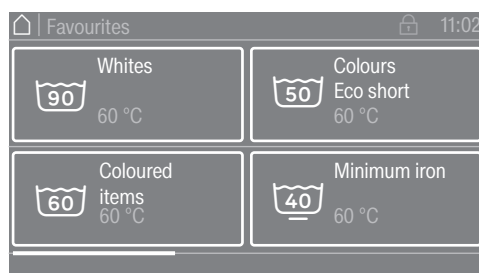 Favourites
11:02
Whites
90
60 °C
Colours
50
Eco short
60 °C
Coloured
60
items
60 °C
Minimum iron
40
60 °C